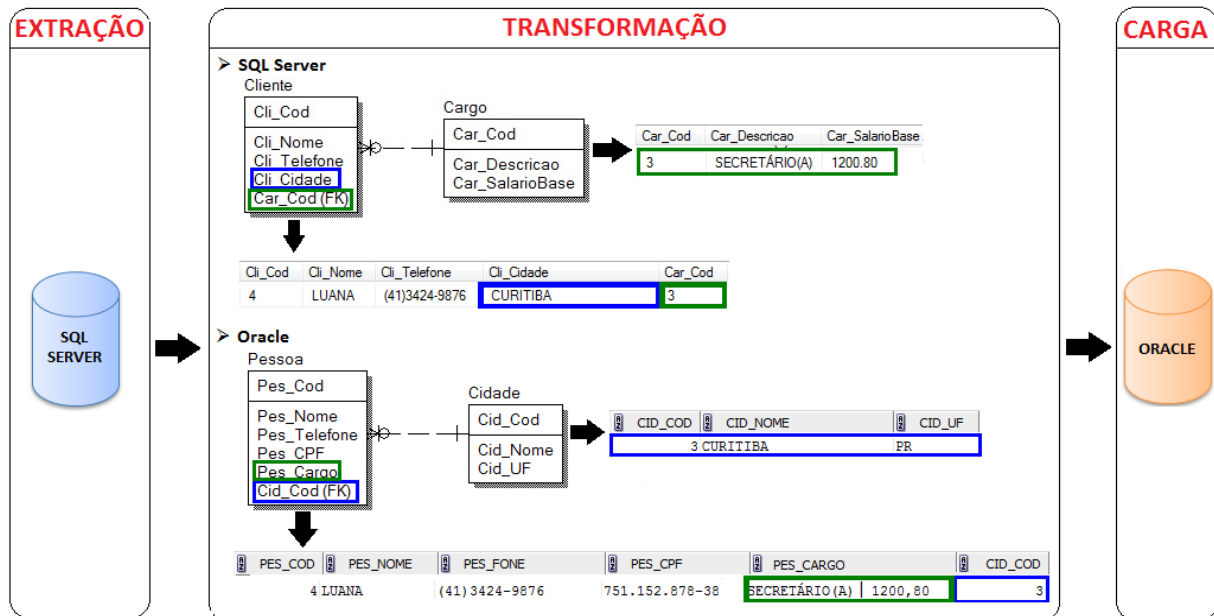 EXTRAÇÃO
TRANSFORMAÇÃO
CARGA
SQL Server
Cliente
Cli_Cod
Cli_Nome
Cli_Telefone
Cli_Cidade
Car_Cod (FK)
Cargo
Car_Cod
Car_Descricao
Car_SalarioBase
Car_Cod Car_Descricao Car_SalarioBase
3 SECRETÁRIO(A) 1200.80
Cli_Cod Cli_Nome Cli_Telefone Cli_Cidade Car_Cod
4 LUANA (41)3424-9876 CURITIBA 3
SQL
SERVER
ORACLE
Oracle
Pessoa
Pes_Cod
Pes_Nome
Pes_Telefone
Pes_CPF
Pes_Cargo
Cid_Cod (FK)
Cidade
Cid_Cod
Cid_Nome
Cid_UF
CID_COD CID_NOME CID_UF
3 CURITIBA PR
PES_COD PES_NOME PES_FONE PES_CPF PES_CARGO CID_COD
4 LUANA (41)3424-9876 751.152.878-38 SECRETÁRIO(A) | 1200,80 3